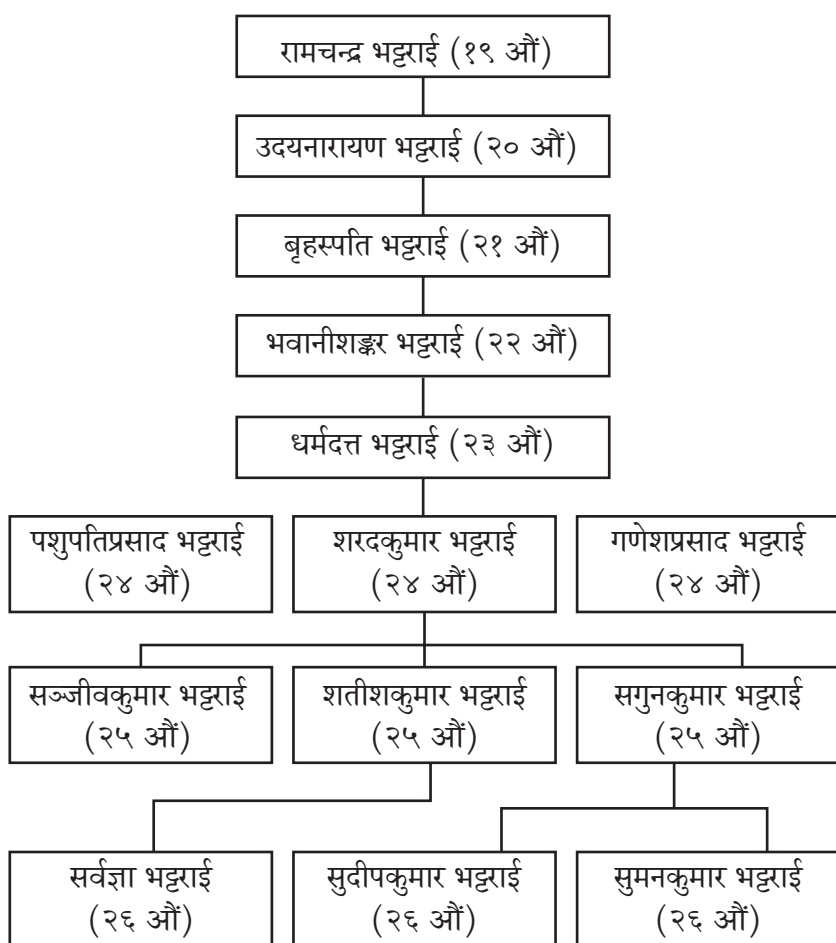 रामचन्द्र भट्टराई (१९ औं)
उदयनारायण भट्टराई (२० औं)
बृहस्पति भट्टराई (२१ औं)
भवानीशङ्कर भट्टराई (२२ औं)
धर्मदत्त भट्टराई (२३ औं)
पशुपतिप्रसाद भट्टराई
(२४ औं)
शरदकुमार भट्टराई
(२४ औं)
गणेशप्रसाद भट्टराई
(२४ औं)
सञ्जीवकुमार भट्टराई
(२५ औं)
शतीशकुमार भट्टराई
(२५ औं)
सगुनकुमार भट्टराई
(२५ औं)
सर्वज्ञा भट्टराई
(२६ औं)
सुदीपकुमार भट्टराई
(२६ औं)
सुमनकुमार भट्टराई
(२६ औं)